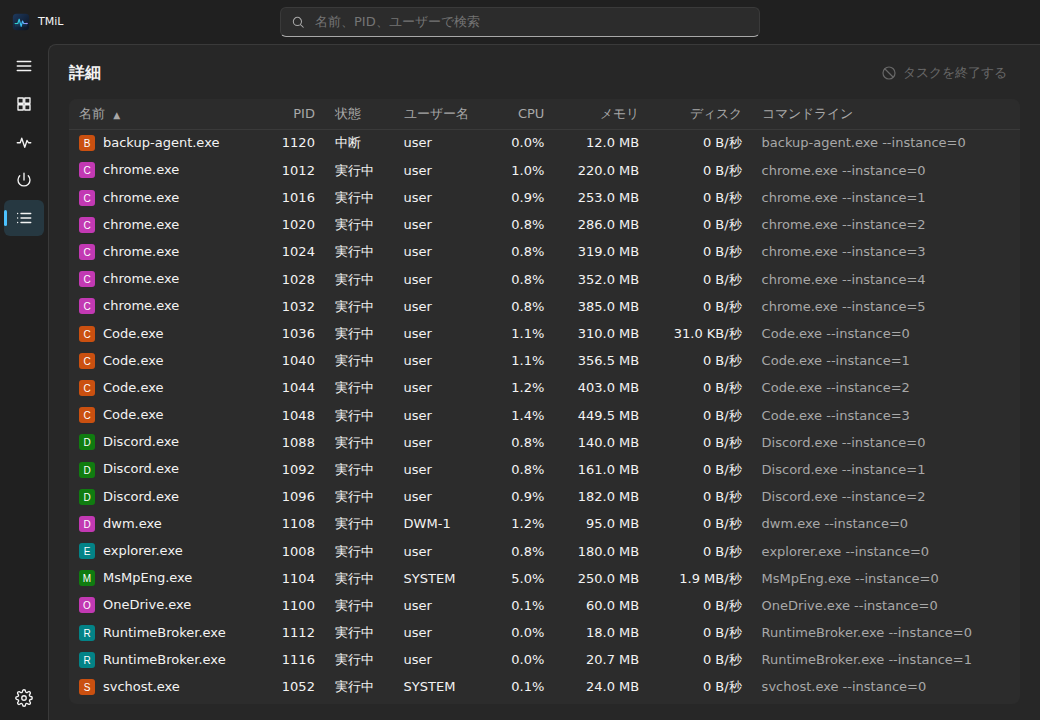 TMiL
名前、PID、ユーザーで検索
詳細
タスクを終了する
名前 ▲ PID 状態 ユーザー名 CPU メモリ ディスク コマンドライン
B backup-agent.exe 1120 中断 user 0.0% 12.0 MB 0 B/秒 backup-agent.exe --instance=0
C chrome.exe 1012 実行中 user 1.0% 220.0 MB 0 B/秒 chrome.exe --instance=0
C chrome.exe 1016 実行中 user 0.9% 253.0 MB 0 B/秒 chrome.exe --instance=1
C chrome.exe 1020 実行中 user 0.8% 286.0 MB 0 B/秒 chrome.exe --instance=2
C chrome.exe 1024 実行中 user 0.8% 319.0 MB 0 B/秒 chrome.exe --instance=3
C chrome.exe 1028 実行中 user 0.8% 352.0 MB 0 B/秒 chrome.exe --instance=4
C chrome.exe 1032 実行中 user 0.8% 385.0 MB 0 B/秒 chrome.exe --instance=5
C Code.exe 1036 実行中 user 1.1% 310.0 MB 31.0 KB/秒 Code.exe --instance=0
C Code.exe 1040 実行中 user 1.1% 356.5 MB 0 B/秒 Code.exe --instance=1
C Code.exe 1044 実行中 user 1.2% 403.0 MB 0 B/秒 Code.exe --instance=2
C Code.exe 1048 実行中 user 1.4% 449.5 MB 0 B/秒 Code.exe --instance=3
D Discord.exe 1088 実行中 user 0.8% 140.0 MB 0 B/秒 Discord.exe --instance=0
D Discord.exe 1092 実行中 user 0.8% 161.0 MB 0 B/秒 Discord.exe --instance=1
D Discord.exe 1096 実行中 user 0.9% 182.0 MB 0 B/秒 Discord.exe --instance=2
D dwm.exe 1108 実行中 DWM-1 1.2% 95.0 MB 0 B/秒 dwm.exe --instance=0
E explorer.exe 1008 実行中 user 0.8% 180.0 MB 0 B/秒 explorer.exe --instance=0
M MsMpEng.exe 1104 実行中 SYSTEM 5.0% 250.0 MB 1.9 MB/秒 MsMpEng.exe --instance=0
O OneDrive.exe 1100 実行中 user 0.1% 60.0 MB 0 B/秒 OneDrive.exe --instance=0
R RuntimeBroker.exe 1112 実行中 user 0.0% 18.0 MB 0 B/秒 RuntimeBroker.exe --instance=0
R RuntimeBroker.exe 1116 実行中 user 0.0% 20.7 MB 0 B/秒 RuntimeBroker.exe --instance=1
S svchost.exe 1052 実行中 SYSTEM 0.1% 24.0 MB 0 B/秒 svchost.exe --instance=0